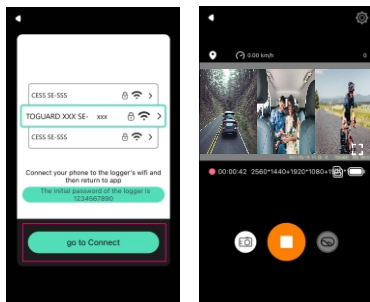 CESS SE-SSS
TOGUARD XXX SE- xxx
CESS SE-SSS
Connect your phone to the logger's wifi and
then return to app
The initial password of the logger is
1234567890
go to Connect
0.00 km/h
0
00:00:42 2560*1440+1920*1080+19